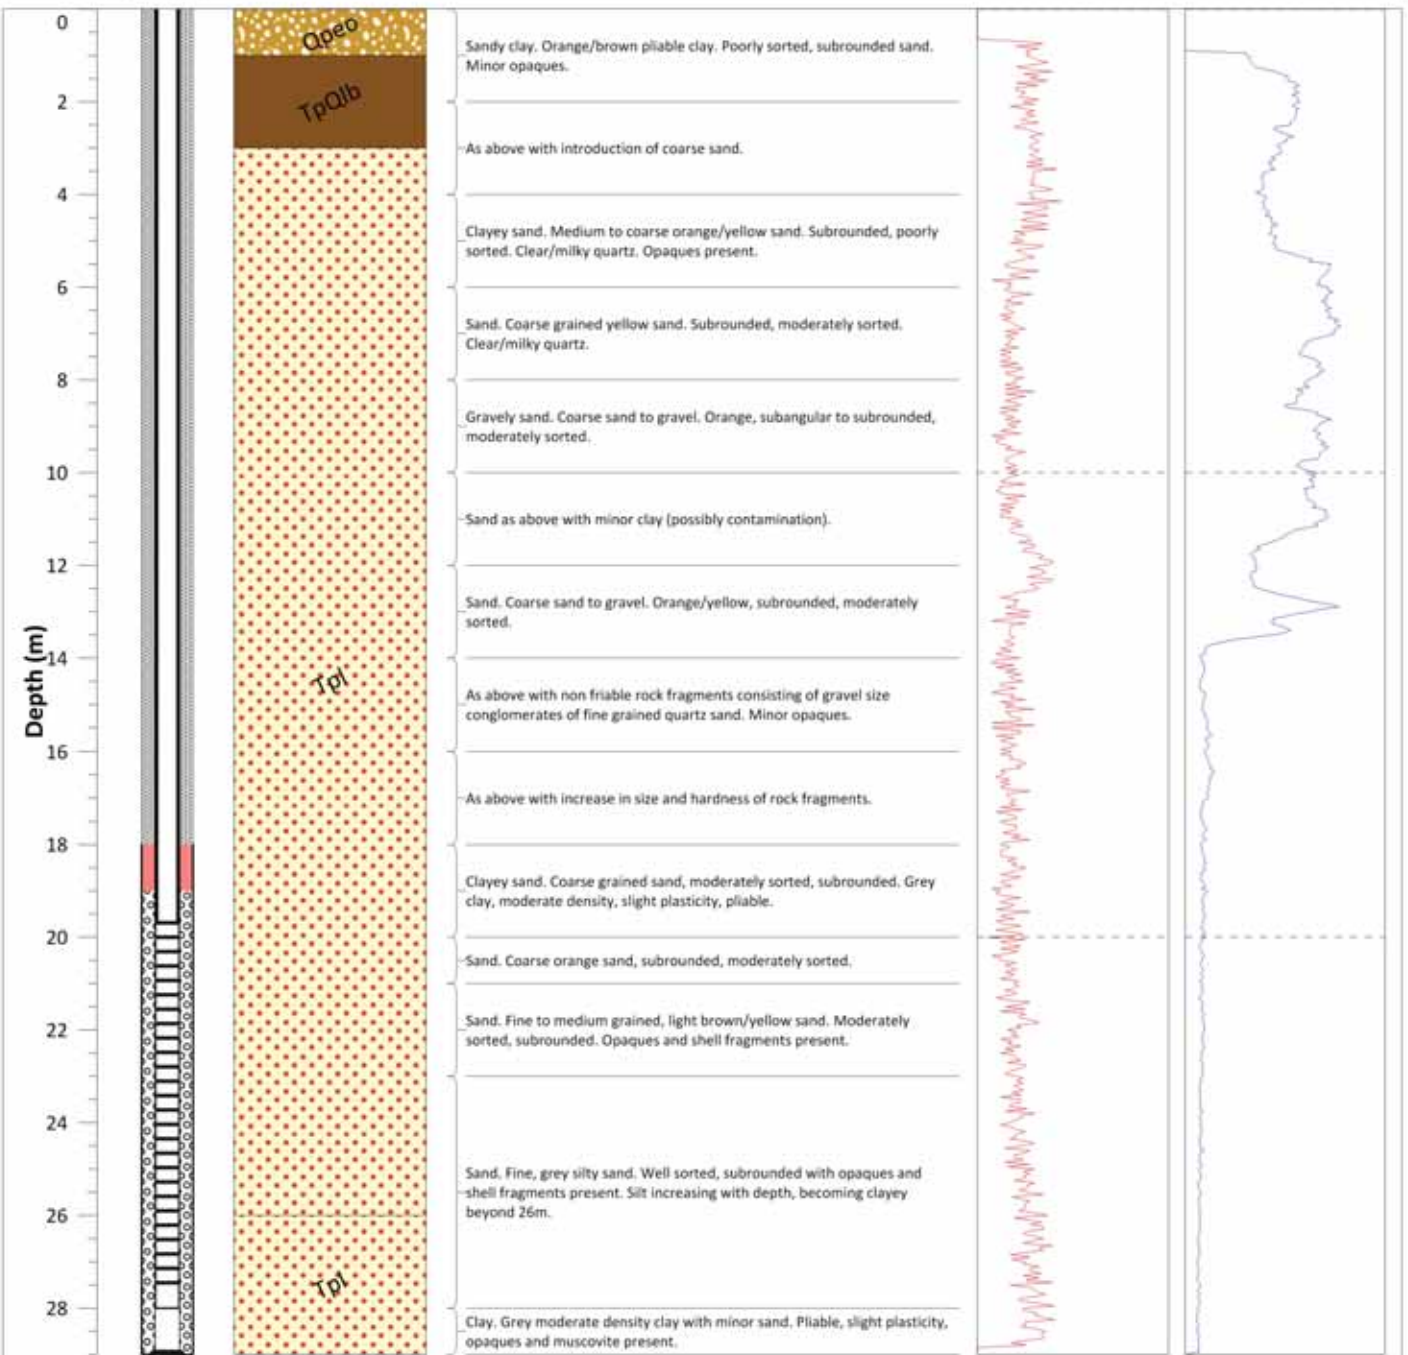 0
Qpeo
Sandy clay. Orange/brown pliable clay. Poorly sorted, subrounded sand.
Minor opaques.
2
TpQlb
As above with introduction of coarse sand.
4
Clayey sand. Medium to coarse orange/yellow sand. Subrounded, poorly
sorted. Clear/milky quartz. Opaques present.
6
Sand. Coarse grained yellow sand. Subrounded, moderately sorted.
Clear/milky quartz.
8
Gravely sand. Coarse sand to gravel. Orange, subangular to subrounded,
moderately sorted.
10
Sand as above with minor clay (possibly contamination).
12
Sand. Coarse sand to gravel. Orange/yellow, subrounded, moderately
sorted.
Depth (m)
14
Tpl
As above with non friable rock fragments consisting of gravel size
conglomerates of fine grained quartz sand. Minor opaques.
16
As above with increase in size and hardness of rock fragments.
18
Clayey sand. Coarse grained sand, moderately sorted, subrounded. Grey
clay, moderate density, slight plasticity, pliable.
20
Sand. Coarse orange sand, subrounded, moderately sorted.
22
Sand. Fine to medium grained, light brown/yellow sand. Moderately
sorted, subrounded. Opaques and shell fragments present.
24
Sand. Fine, grey silty sand. Well sorted, subrounded with opaques and
shell fragments present. Silt increasing with depth, becoming clayey
beyond 26m.
26
Tpl
28
Clay. Grey moderate density clay with minor sand. Pliable, slight plasticity,
opaques and muscovite present.